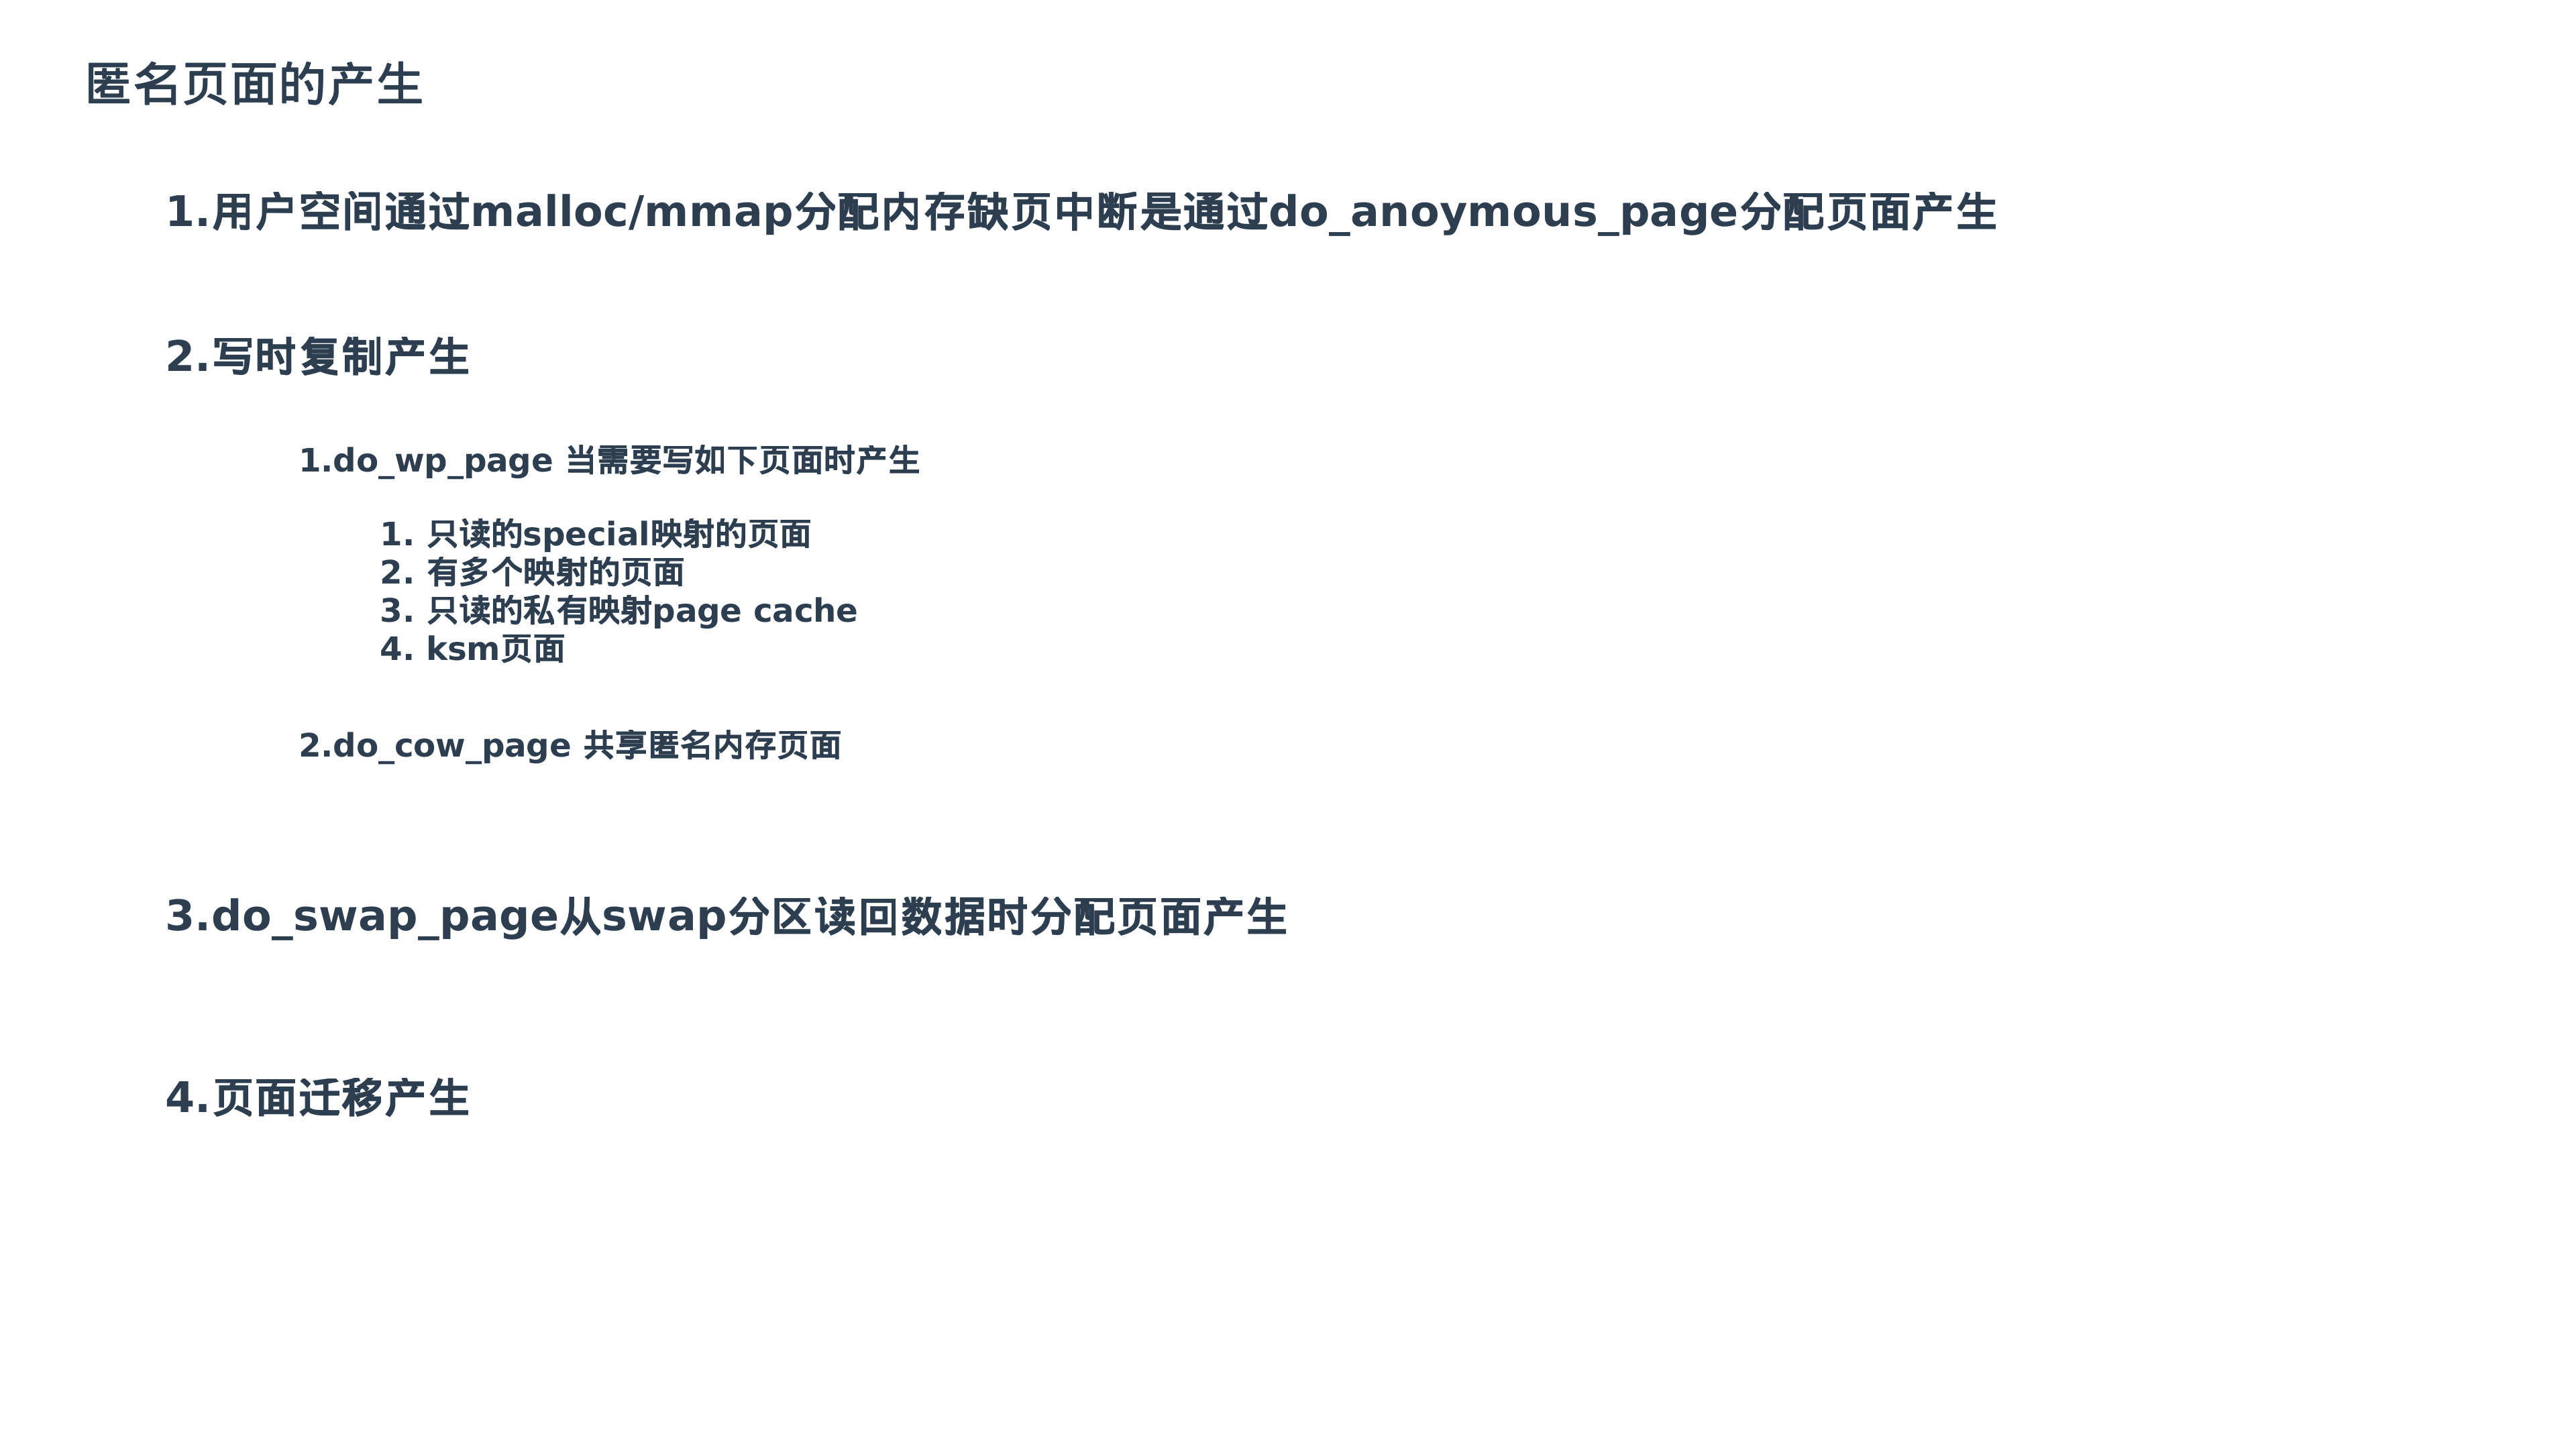 匿名页面的产生
1.用户空间通过malloc/mmap分配内存缺页中断是通过do_anoymous_page分配页面产生
2.写时复制产生
1.do_wp_page 当需要写如下页面时产生
1. 只读的special映射的页面
2. 有多个映射的页面
3. 只读的私有映射page cache
4. ksm页面
2.do_cow_page 共享匿名内存页面
3.do_swap_page从swap分区读回数据时分配页面产生
4.页面迁移产生